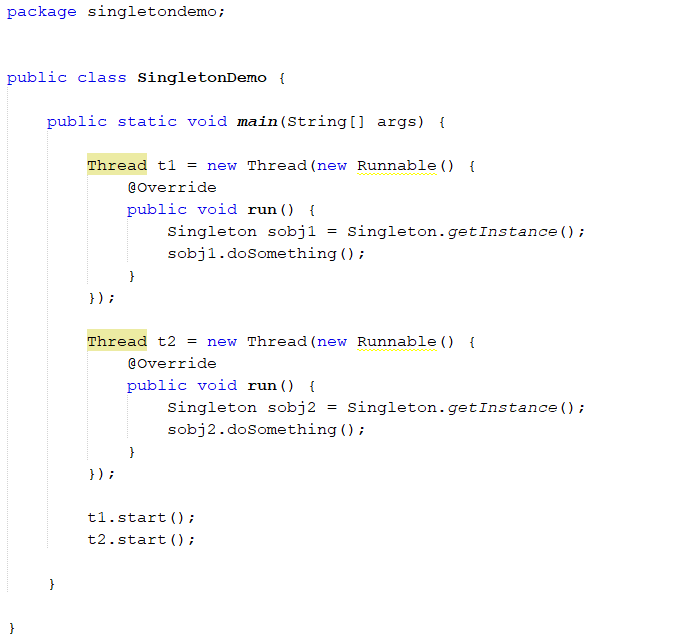 package singletondemo;
public class SingletonDemo {
public static void main(String[] args) {
Thread t1 = new Thread(new Runnable() {
@Override
public void run() {
Singleton sobj1 = Singleton.getInstance();
sobj1.doSomething();
}
});
Thread t2 = new Thread(new Runnable() {
@Override
public void run() {
Singleton sobj2 = Singleton.getInstance();
sobj2.doSomething();
}
});
t1.start();
t2.start();
}
}